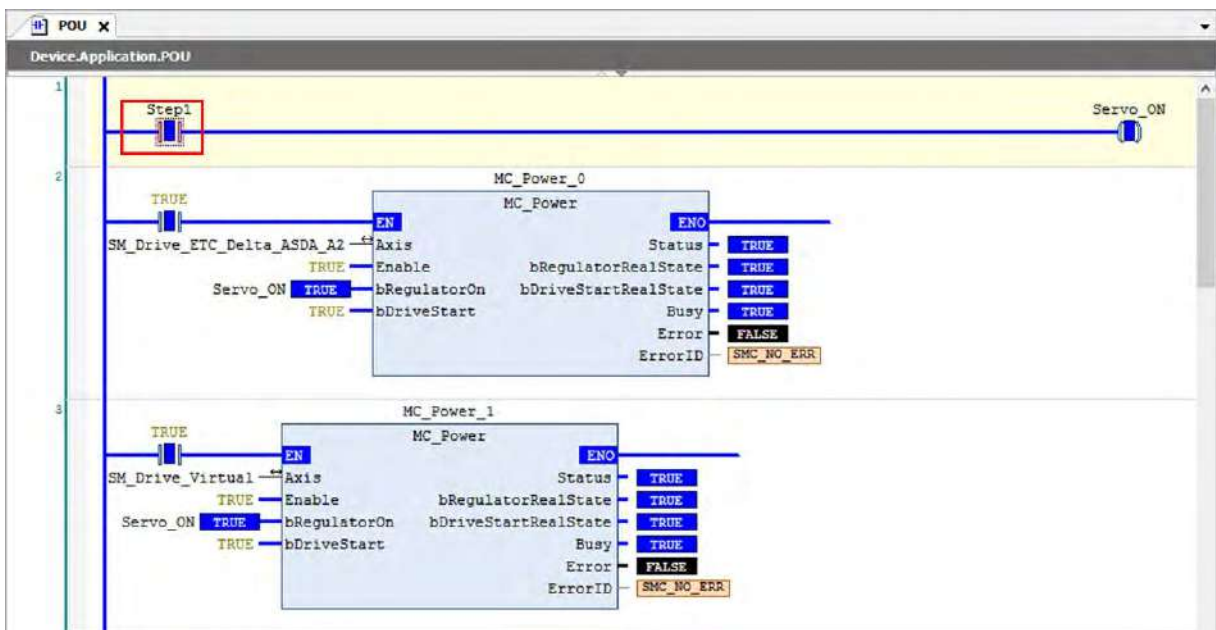 POU X
Device.Application.POU
1
Step1 Servo_ON
2
MC_Power_0
TRUE MC_Power
EN ENO
SM_Drive_ETC_Delta_ASDA_A2 Axis Status TRUE
TRUE Enable bRegulatorRealState TRUE
Servo_ON TRUE bRegulatorOn bDriveStartRealState TRUE
TRUE bDriveStart Busy TRUE
Error FALSE
ErrorID SMC_NO_ERR
3
MC_Power_1
TRUE MC_Power
EN ENO
SM_Drive_Virtual Axis Status TRUE
TRUE Enable bRegulatorRealState TRUE
Servo_ON TRUE bRegulatorOn bDriveStartRealState TRUE
TRUE bDriveStart Busy TRUE
Error FALSE
ErrorID SMC_NO_ERR